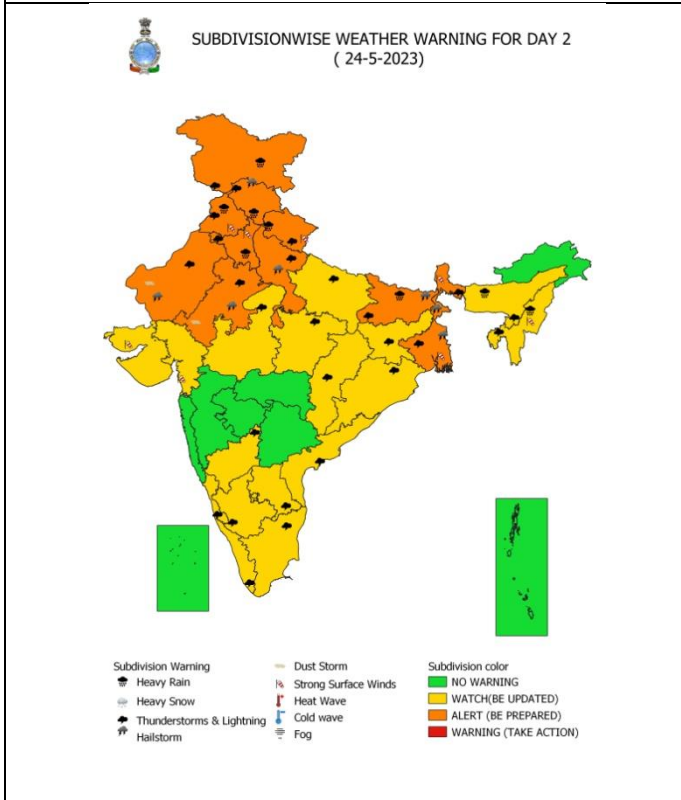 SUBDIVISIONWISE WEATHER WARNING FOR DAY 2
( 24-5-2023)
Subdivision Warning
Heavy Rain
Heavy Snow
Thunderstorms & Lightning
Hailstorm
Dust Storm
Strong Surface Winds
Heat Wave
Cold wave
Fog
Subdivision color
NO WARNING
WATCH(BE UPDATED)
ALERT (BE PREPARED)
WARNING (TAKE ACTION)